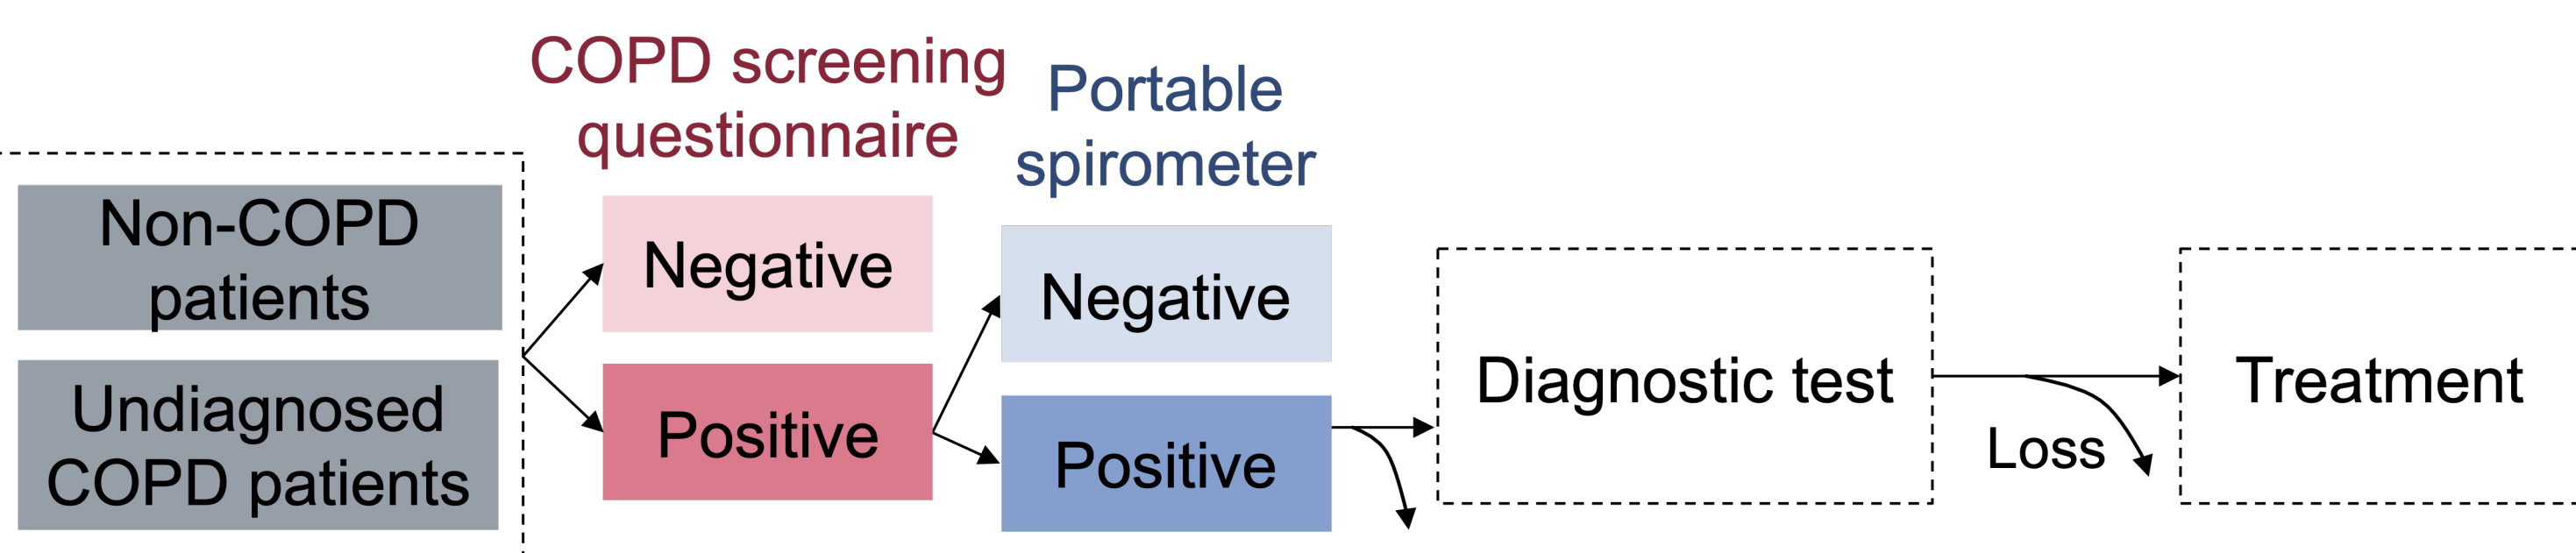 COPD screening
questionnaire
Portable
spirometer
Non-COPD
patients
Undiagnosed
COPD patients
Negative
Positive
Negative
Positive
Diagnostic test
Loss
Treatment